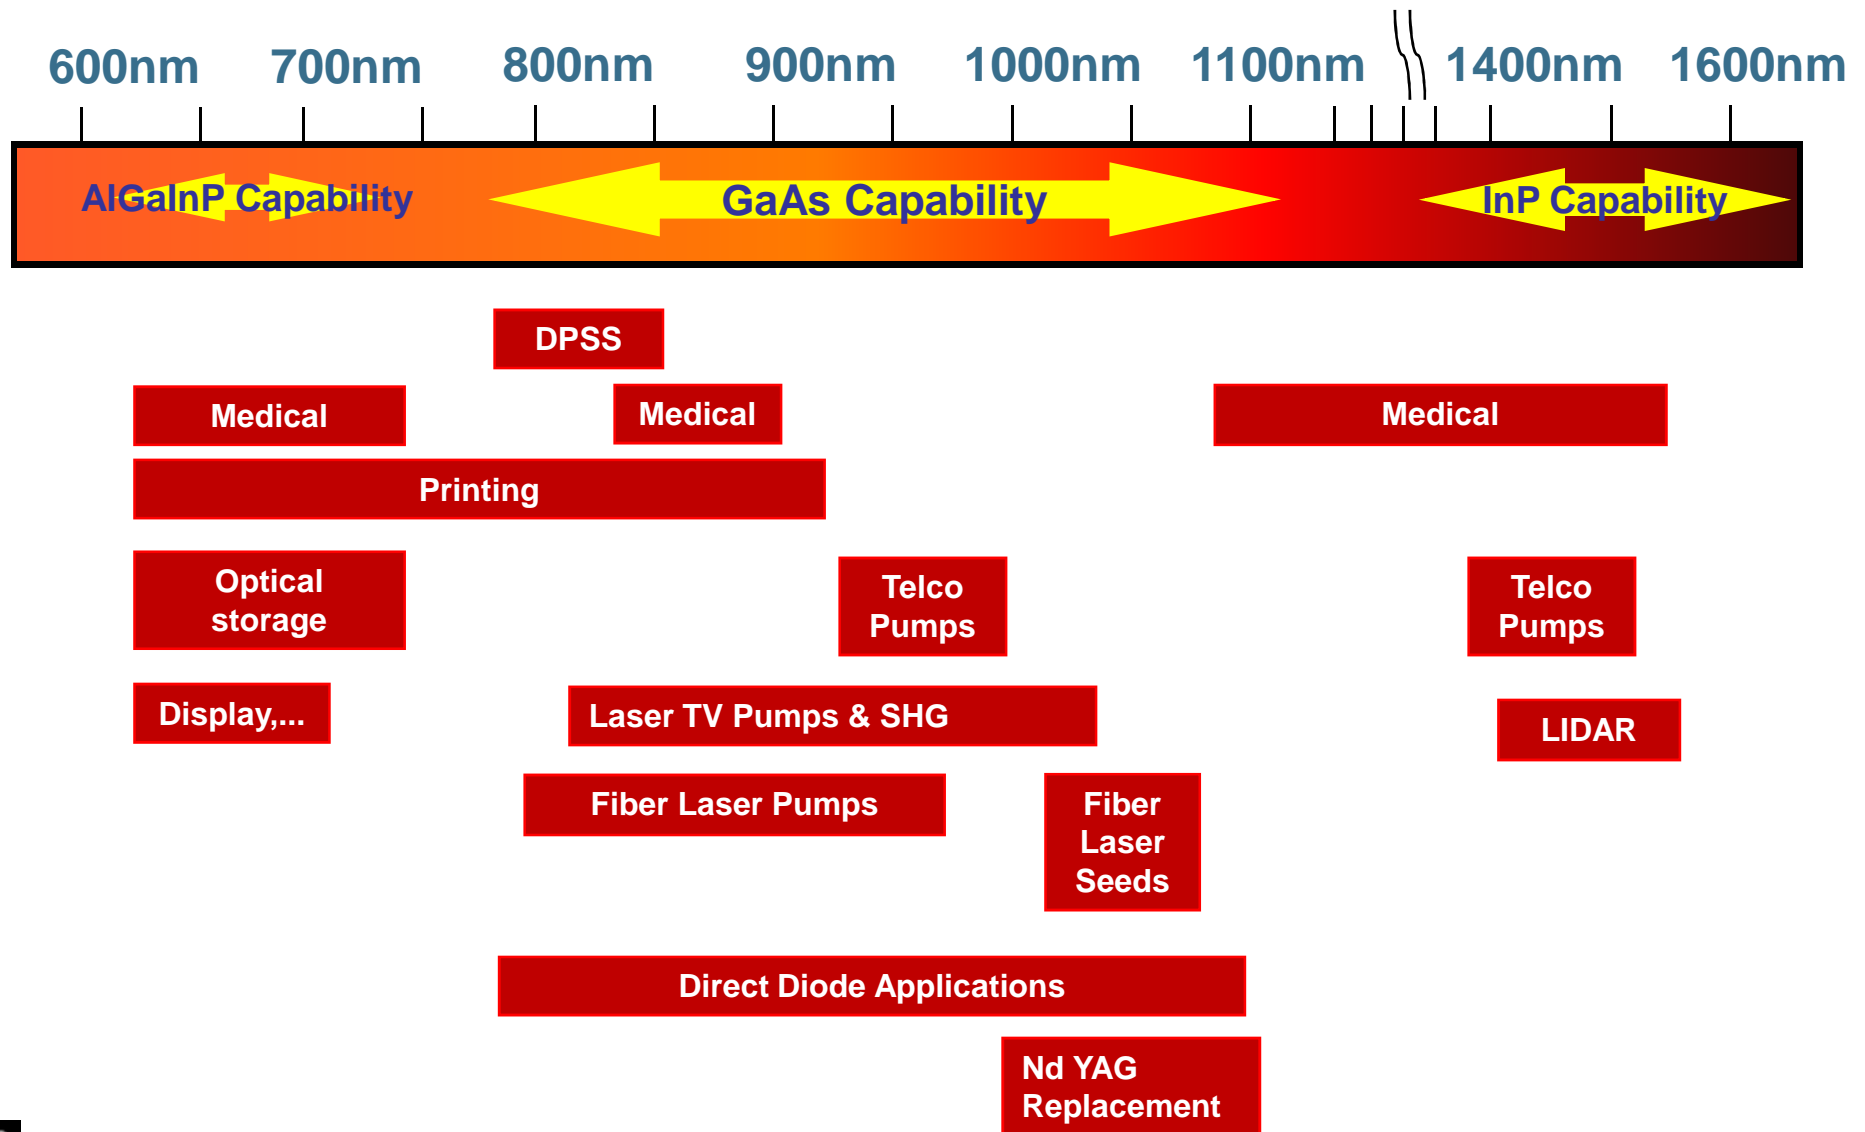 600nm 700nm 800nm 900nm 1000nm 1100nm 1400nm 1600nm
AlGaInP Capability GaAs Capability InP Capability
DPSS
Medical Medical Medical
Printing
Optical
storage
Telco
Pumps
Telco
Pumps
Display,...
Laser TV Pumps & SHG
LIDAR
Fiber Laser Pumps
Fiber
Laser
Seeds
Direct Diode Applications
Nd YAG
Replacement